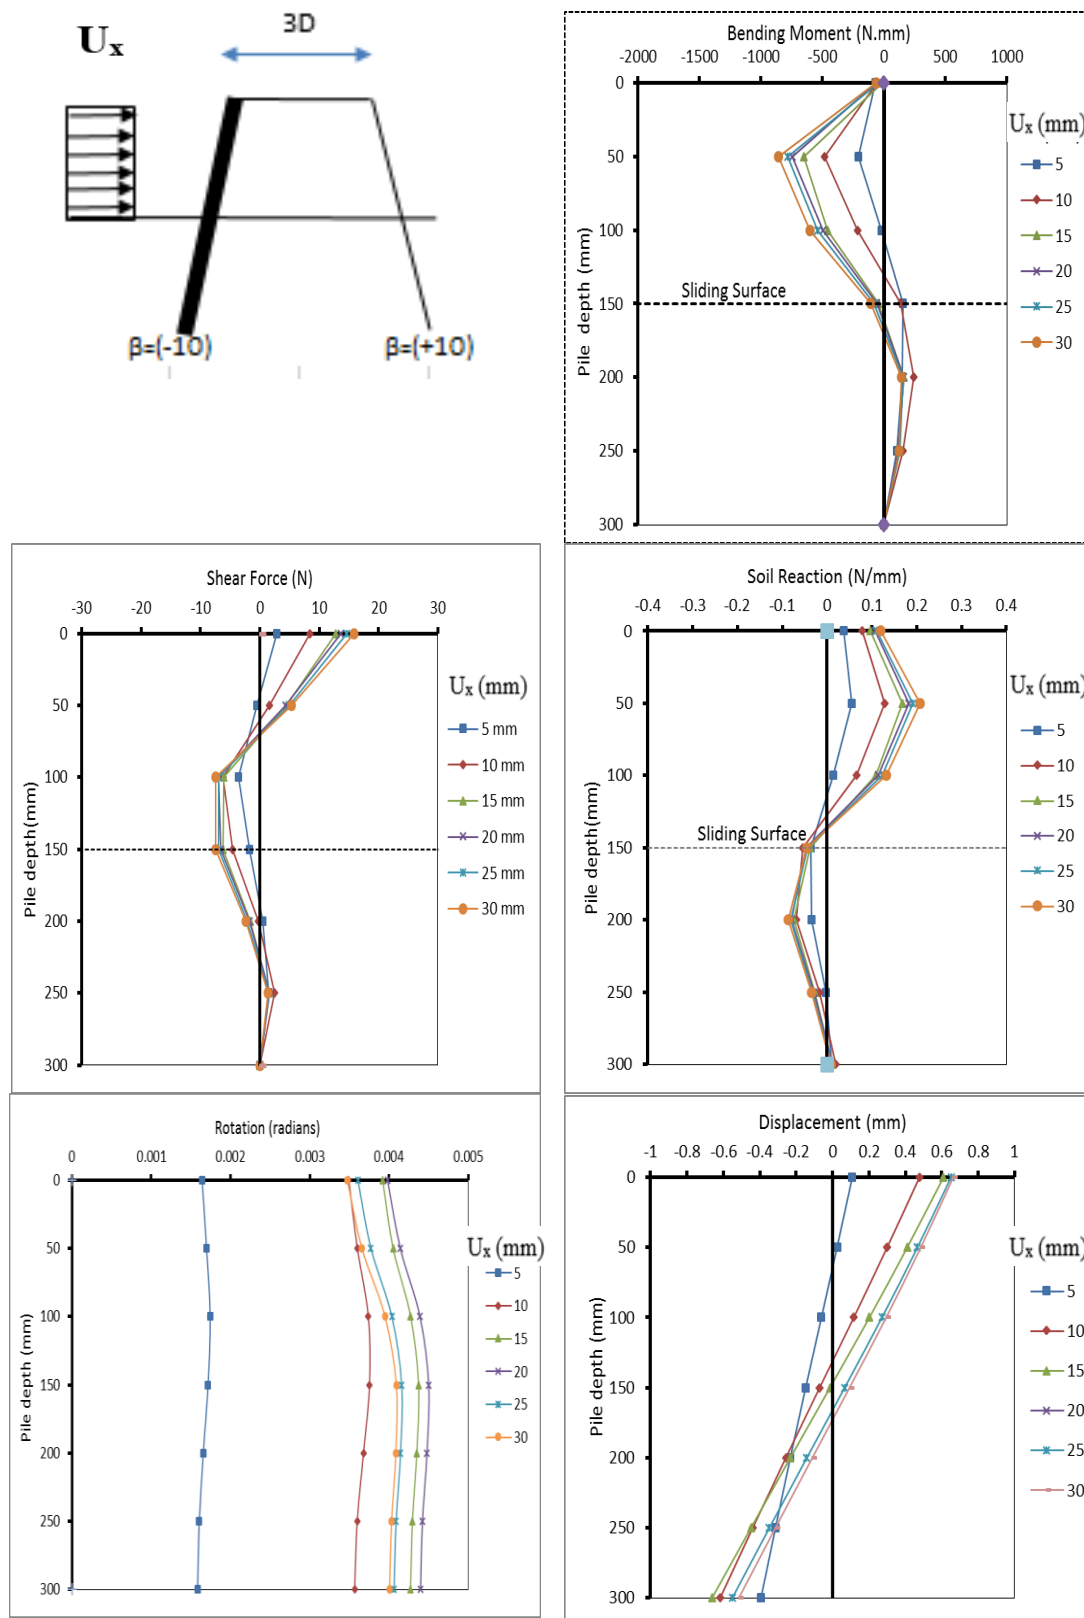 Uₓ
3D
β=(-10)
β=(+10)
Bending Moment (N.mm)
-2000 -1500 -1000 -500 0 500 1000
0
50
100
150
200
250
300
Pile depth (mm)
Sliding Surface
Uₓ (mm)
5
10
15
20
25
30
Shear Force (N)
-30 -20 -10 0 10 20 30
0
50
100
150
200
250
300
Pile depth(mm)
Uₓ (mm)
5 mm
10 mm
15 mm
20 mm
25 mm
30 mm
Soil Reaction (N/mm)
-0.4 -0.3 -0.2 -0.1 0 0.1 0.2 0.3 0.4
0
50
100
150
200
250
300
Pile depth (mm)
Sliding Surface
Uₓ (mm)
5
10
15
20
25
30
Rotation (radians)
0 0.001 0.002 0.003 0.004 0.005
0
50
100
150
200
250
300
Pile depth (mm)
Uₓ (mm)
5
10
15
20
25
30
Displacement (mm)
-1 -0.8 -0.6 -0.4 -0.2 0 0.2 0.4 0.6 0.8 1
0
50
100
150
200
250
300
Pile depth (mm)
Uₓ (mm)
5
10
15
20
25
30